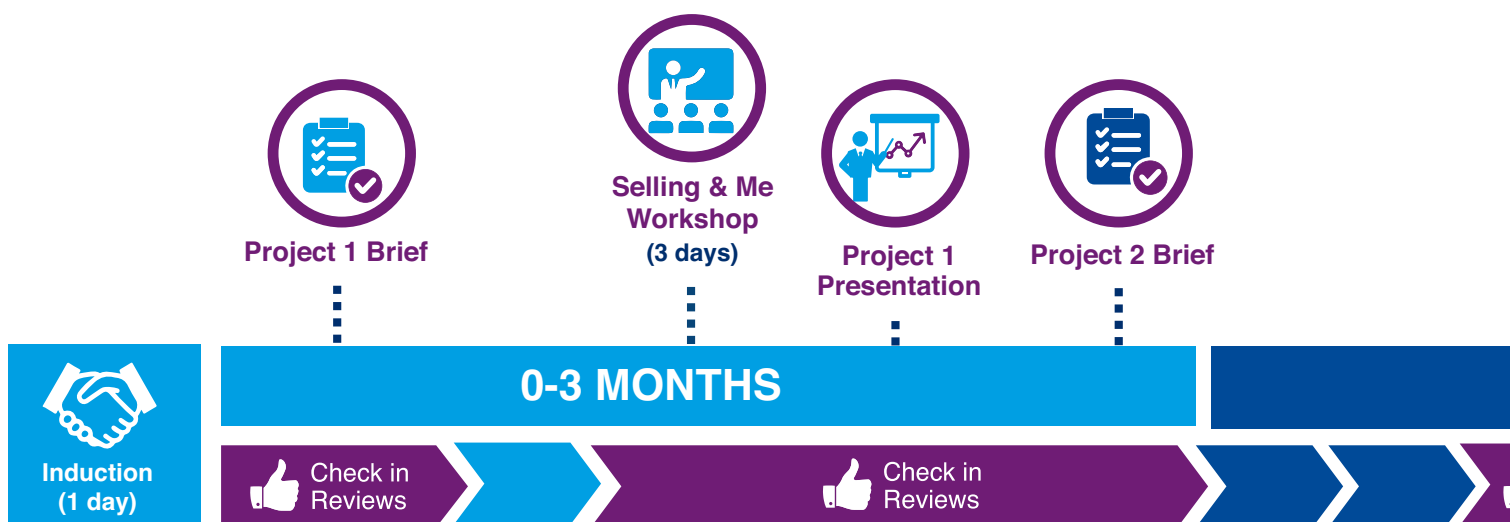 Project 1 Brief
Selling & Me
Workshop
(3 days)
Project 1
Presentation
Project 2 Brief
0-3 MONTHS
Induction
(1 day)
Check in
Reviews
Check in
Reviews